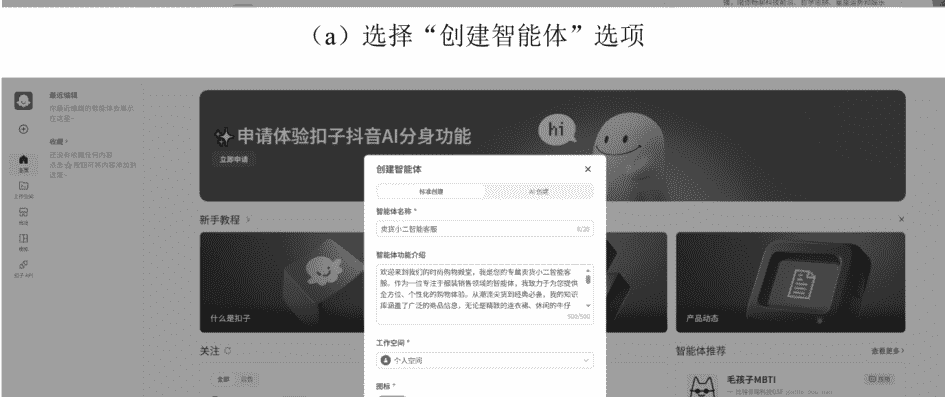 （a）选择“创建智能体”选项
最近编辑
收藏
申请体验扣子抖音AI分身功能
hi
立即申请
创建智能体
标准创建
AI 创建
智能体名称 *
卖货小二智能客服
8/20
新手教程
智能体功能介绍
欢迎来到我们的时尚购物殿堂，我是您的专属卖货小二智能客
服。作为一位专注于服装销售领域的智能体，我致力于为您提供
全方位、个性化的购物体验。从潮流尖货到经典必备，我的知识
库涵盖了广泛的商品信息，无论是精致的连衣裙、休闲的牛仔
500/500
什么是扣子
产品动态
工作空间 *
个人空间
关注
智能体推荐
查看更多
图标 *
全部
毛孩子MBTI